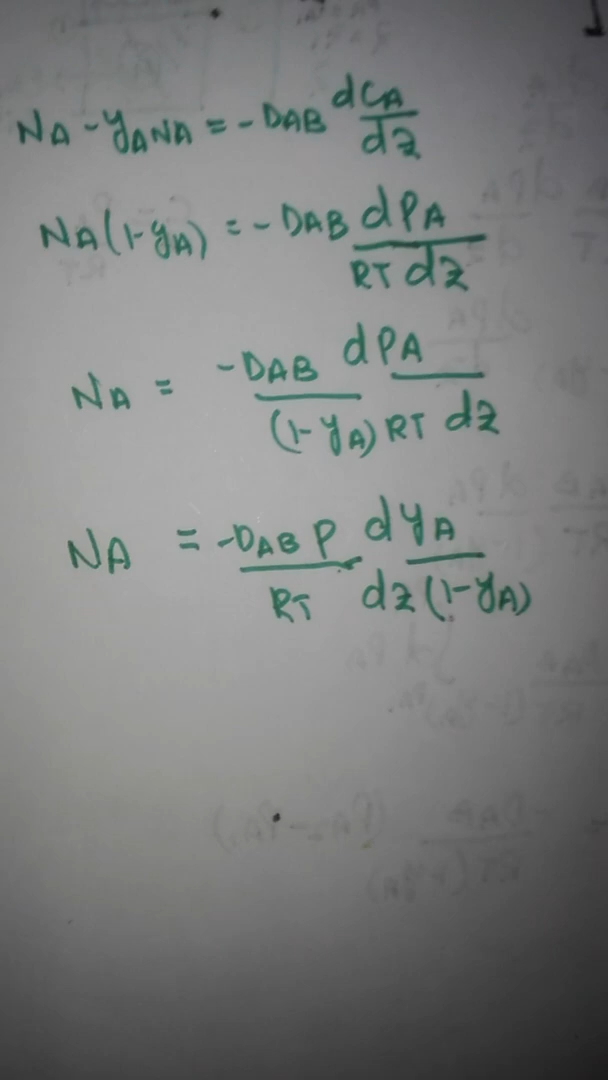 NA - yANA = -DAB dCA/dz
NA(1-yA) = -DAB dPA/RT dz
NA = -DAB dPA/(1-yA) RT dz
NA = -DAB P/RT dyA/dz (1-yA)